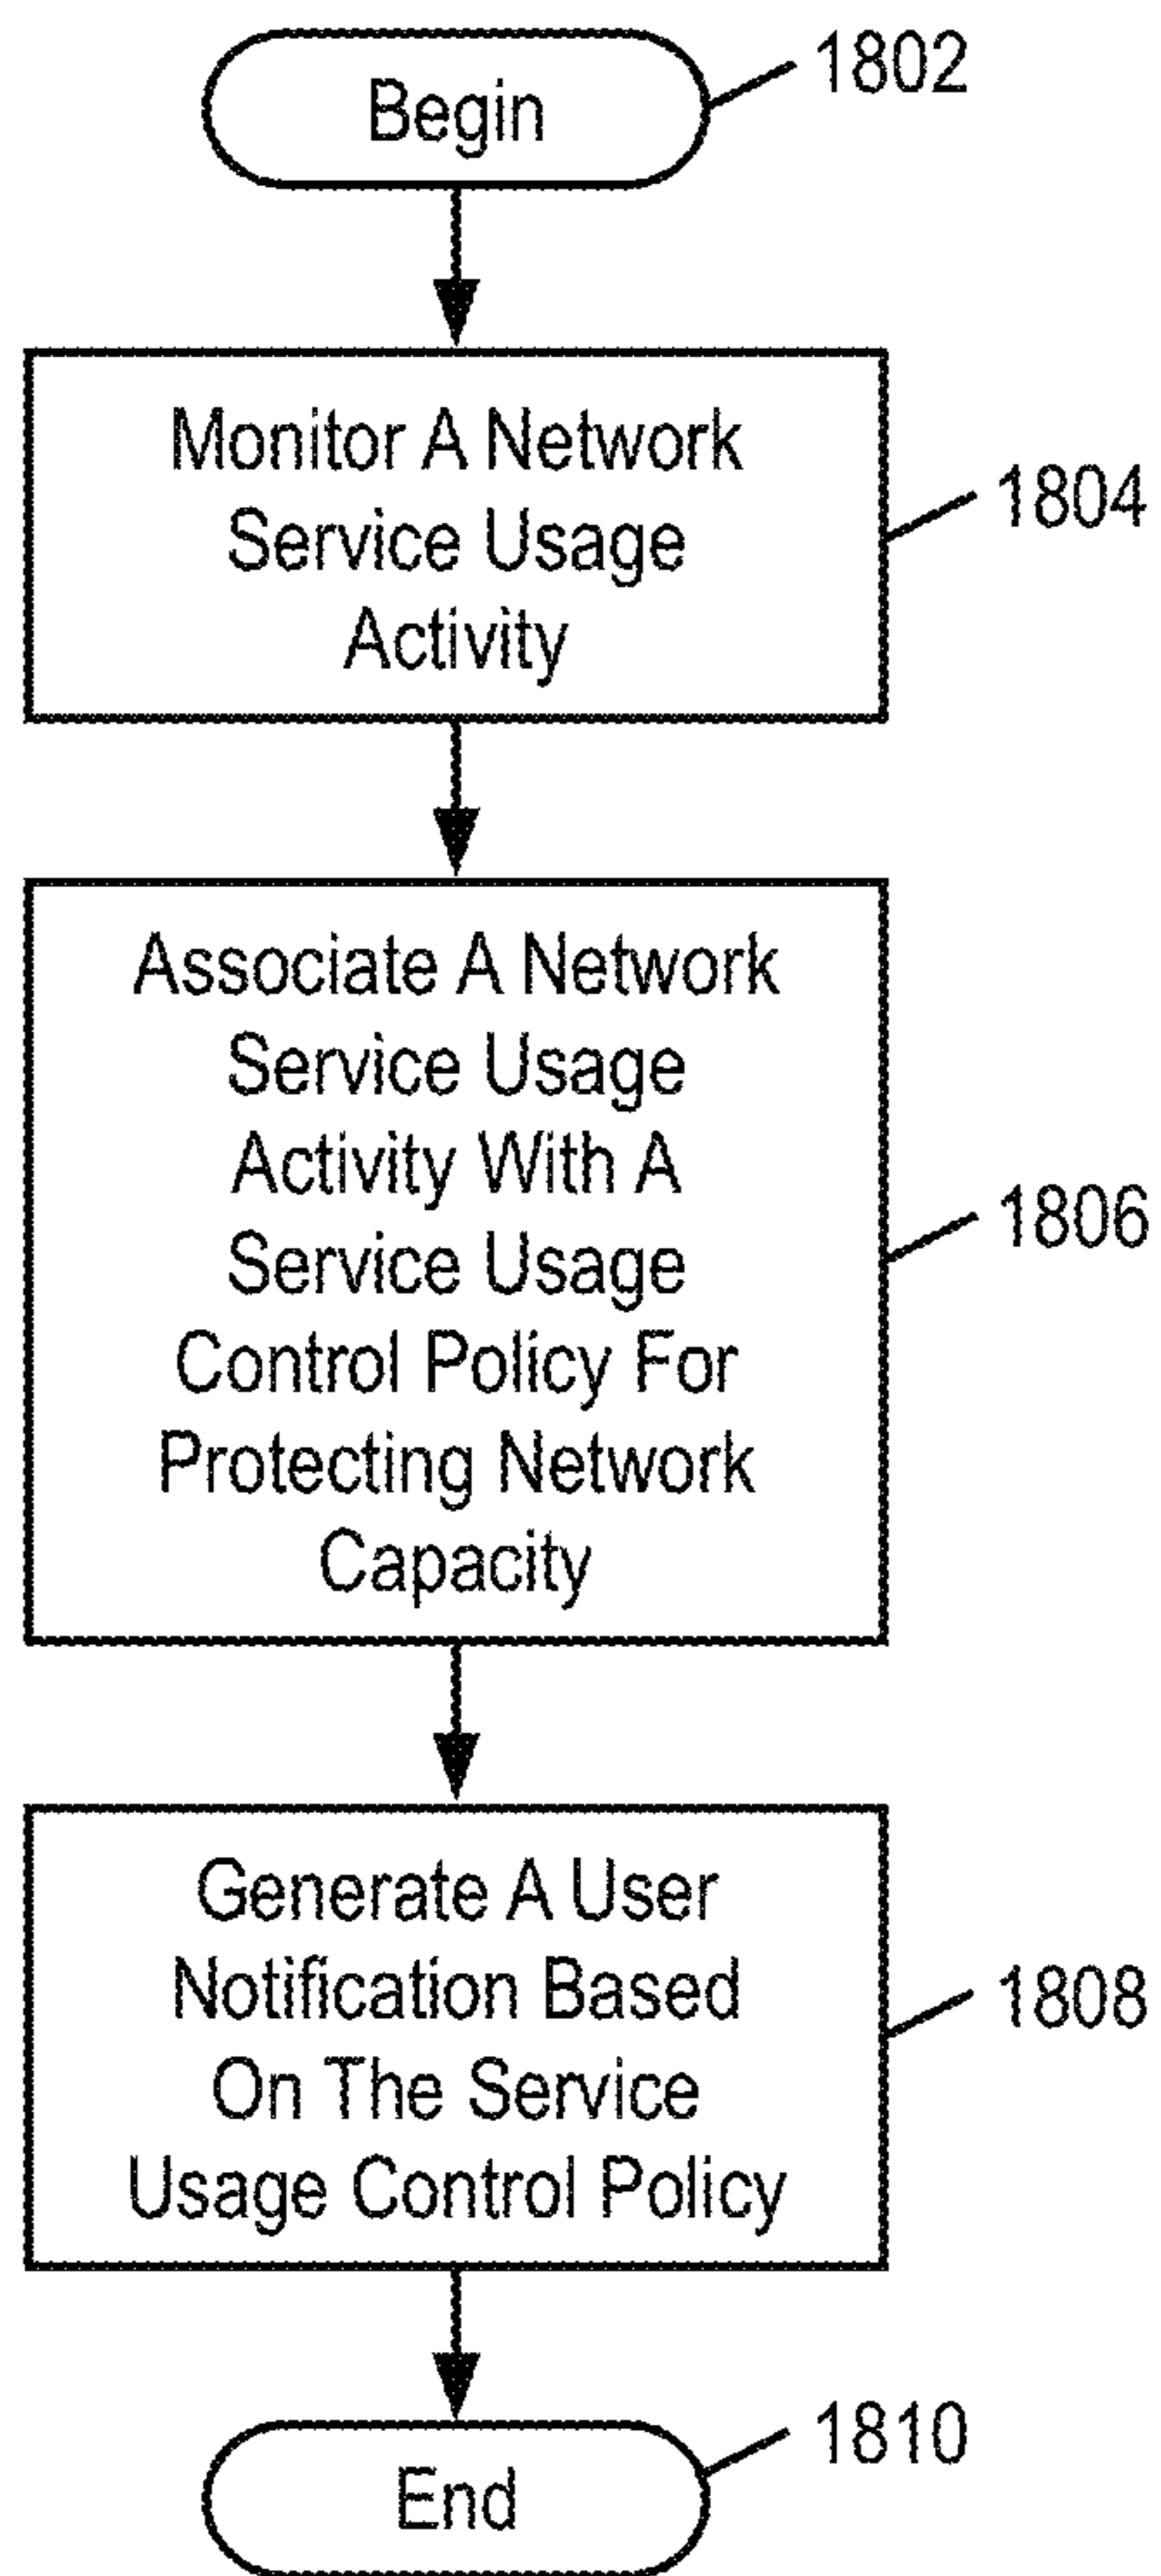 Begin
1802
Monitor A Network
Service Usage
Activity
1804
Associate A Network
Service Usage
Activity With A
Service Usage
Control Policy For
Protecting Network
Capacity
1806
Generate A User
Notification Based
On The Service
Usage Control Policy
1808
End
1810